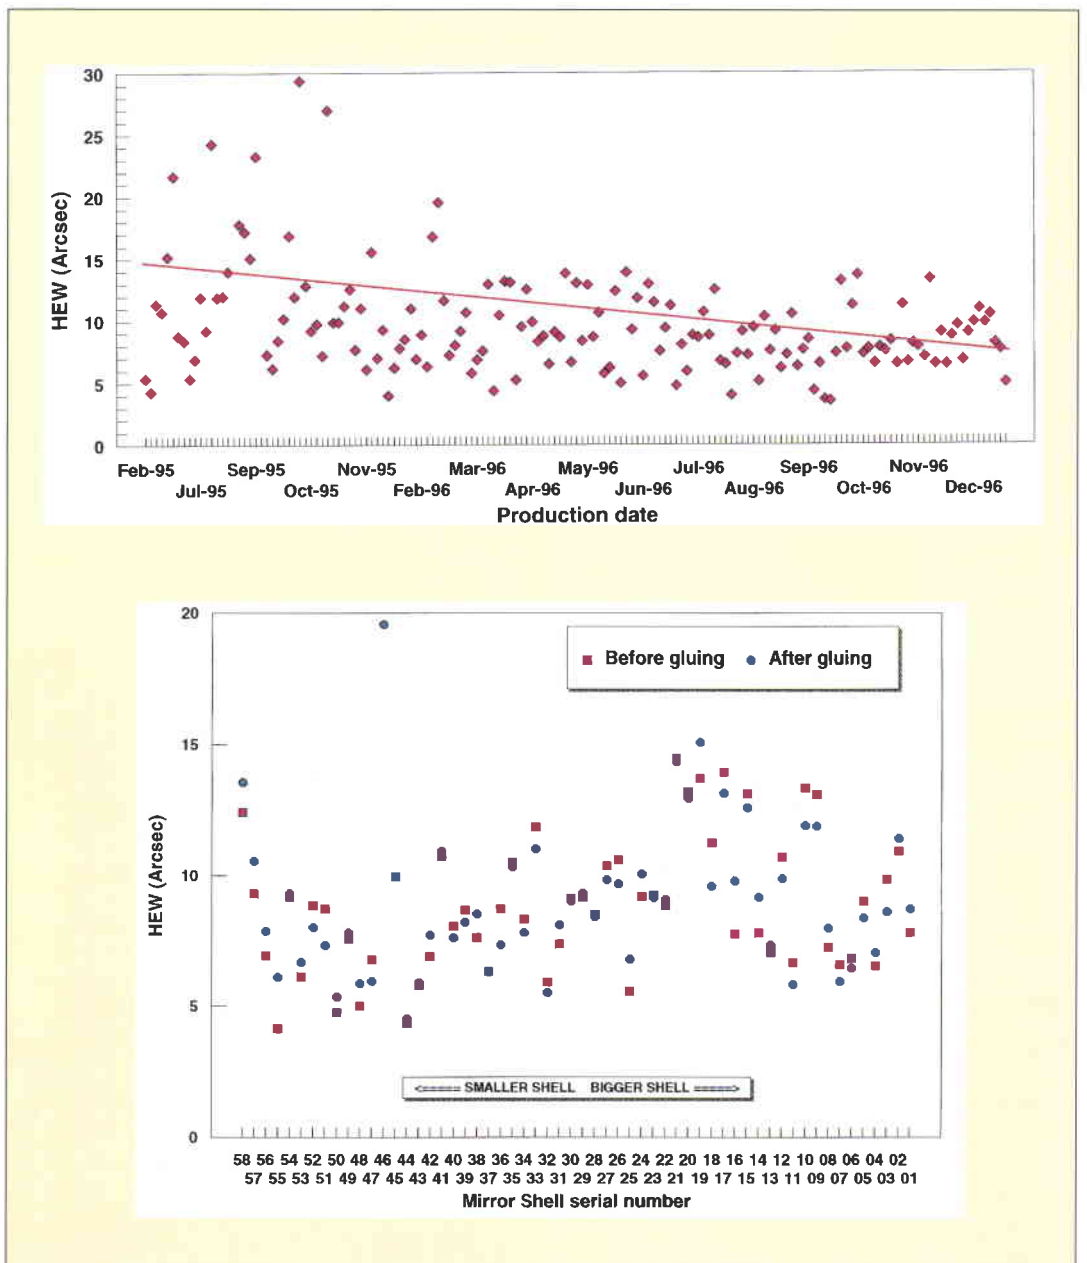 30
25
20
15
10
5
0
HEW (Arcsec)
Feb-95 Sep-95 Nov-95 Mar-96 May-96 Jul-96 Sep-96 Nov-96
Jul-95 Oct-95 Feb-96 Apr-96 Jun-96 Aug-96 Oct-96 Dec-96
Production date
20
15
10
5
0
HEW (Arcsec)
Before gluing After gluing
<===== SMALLER SHELL BIGGER SHELL =====>
58 56 54 52 50 48 46 44 42 40 38 36 34 32 30 28 26 24 22 20 18 16 14 12 10 08 06 04 02
57 55 53 51 49 47 45 43 41 39 37 35 33 31 29 27 25 23 21 19 17 15 13 11 09 07 05 03 01
Mirror Shell serial number